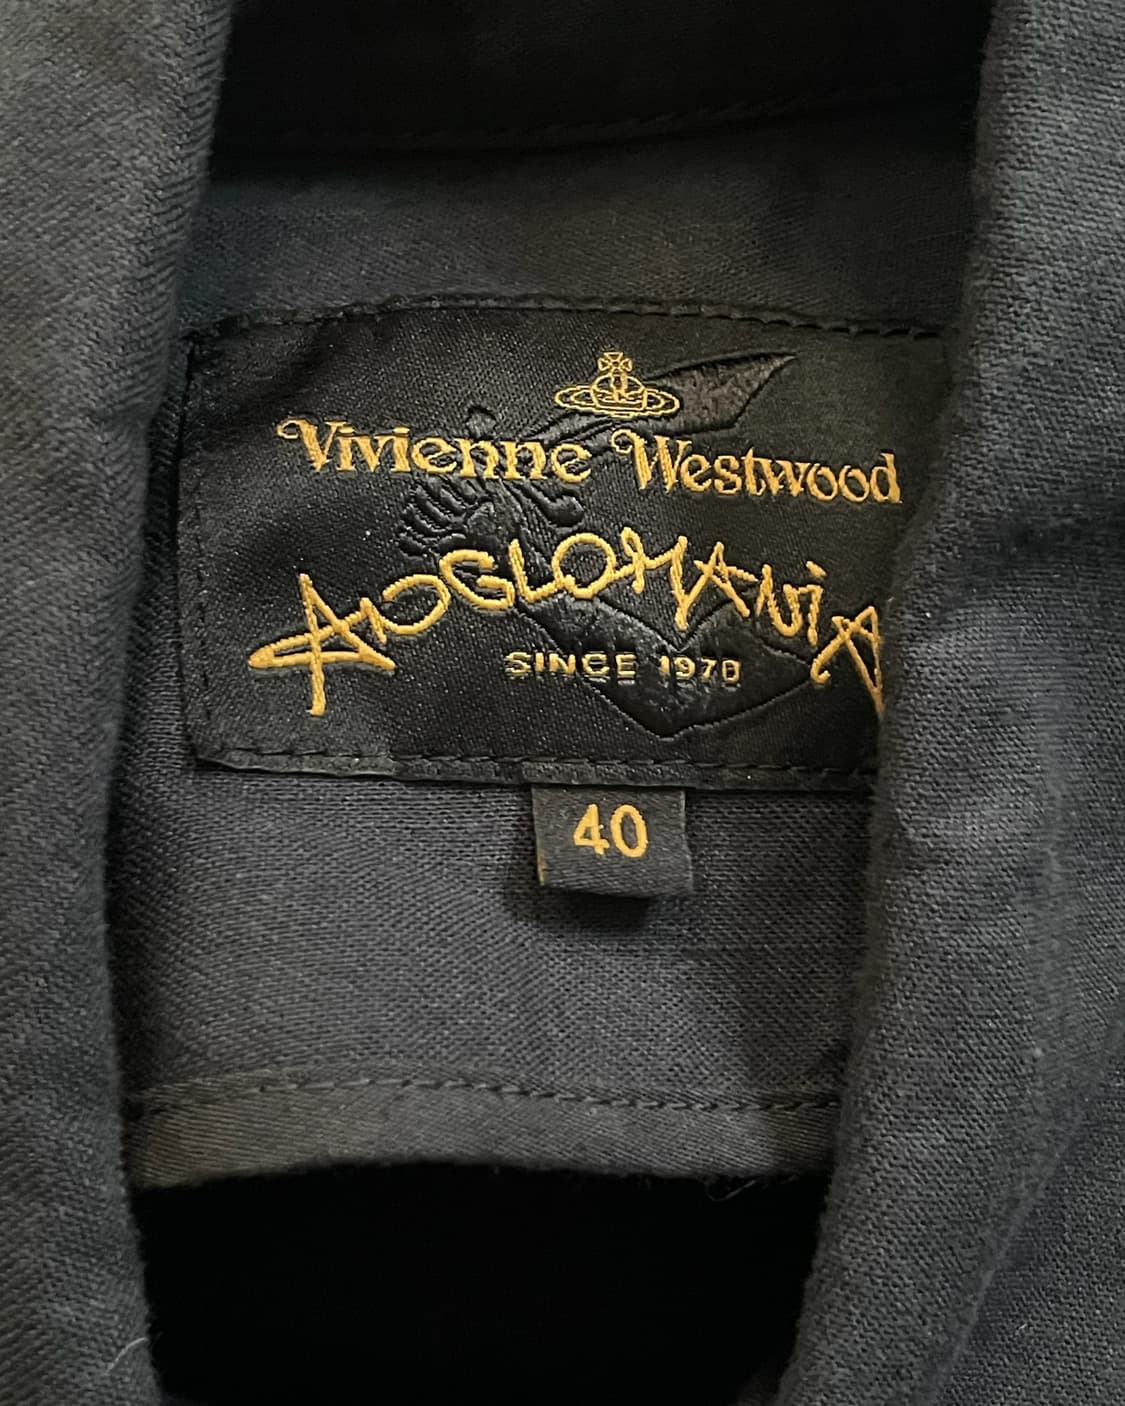 Vivienne Westwood
ANGLOMANIA
SINCE 1970
40